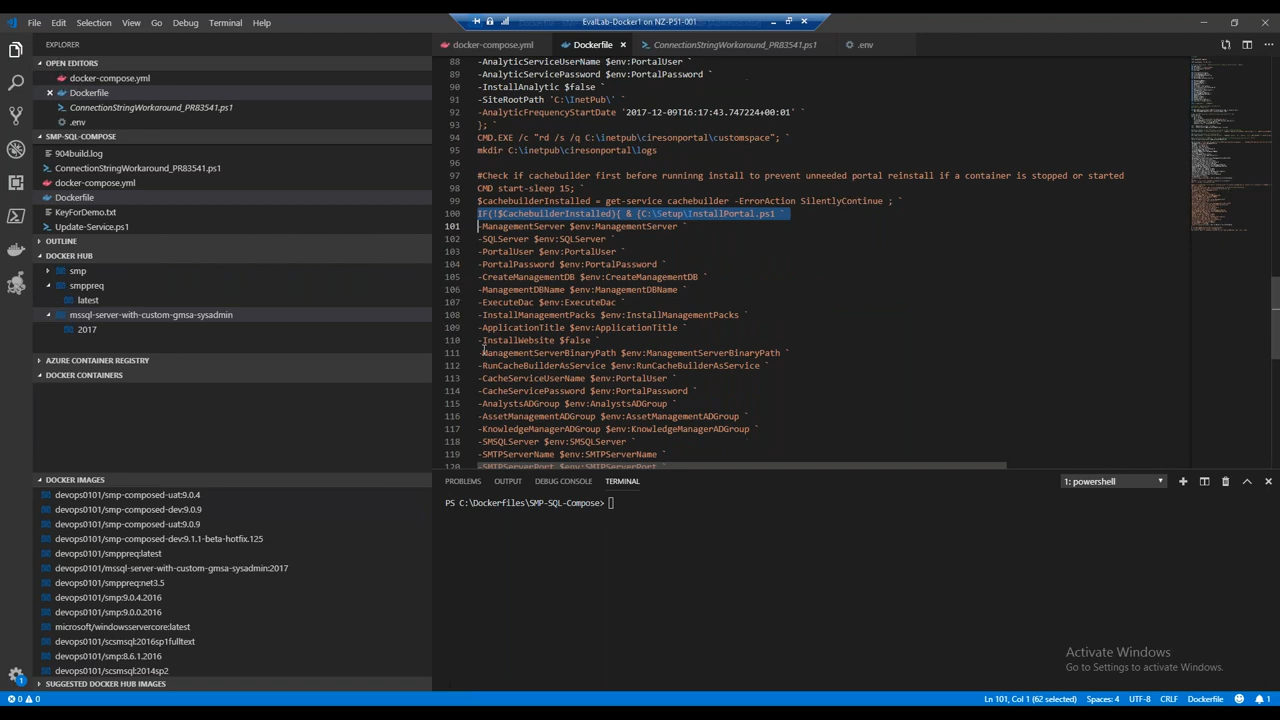 File Edit Selection View Go Debug Terminal Help
EvalLab-Docker1 on NZ-P51-001
EXPLORER
OPEN EDITORS
docker-compose.yml
Dockerfile
ConnectionStringWorkaround_PR83541.ps1
.env
SMP-SQL-COMPOSE
904build.log
ConnectionStringWorkaround_PR83541.ps1
docker-compose.yml
Dockerfile
KeyForDemo.txt
Update-Service.ps1
OUTLINE
DOCKER HUB
smp
smppreq
latest
mssql-server-with-custom-gmsa-sysadmin
2017
AZURE CONTAINER REGISTRY
DOCKER CONTAINERS
DOCKER IMAGES
devops0101/smp-composed-uat:9.0.4
devops0101/smp-composed-dev:9.0.9
devops0101/smp-composed-uat:9.0.9
devops0101/smp-composed-dev:9.1.1-beta-hotfix.125
devops0101/smppreq:latest
devops0101/mssql-server-with-custom-gmsa-sysadmin:2017
devops0101/smppreq:net3.5
devops0101/smp:9.0.4.2016
devops0101/smp:9.0.0.2016
microsoft/windowsservercore:latest
devops0101/scsmsql:2016sp1fulltext
devops0101/smp:8.6.1.2016
devops0101/scsmsql:2014sp2
SUGGESTED DOCKER HUB IMAGES
docker-compose.yml Dockerfile ConnectionStringWorkaround_PR83541.ps1 .env
88 -AnalyticServiceUserName $env:PortalUser `
89 -AnalyticServicePassword $env:PortalPassword `
90 -InstallAnalytic $false `
91 -SiteRootPath 'C:\InetPub\' `
92 -AnalyticFrequencyStartDate '2017-12-09T16:17:43.747224+00:00' `
93 }; `
94 CMD.EXE /c "rd /s /q C:\inetpub\ciresonportal\customspace"; `
95 mkdir C:\inetpub\ciresonportal\logs
96
97 #Check if cachebuilder first before runninng install to prevent unneeded portal reinstall if a container is stopped or started
98 CMD start-sleep 15; `
99 $cachebuilderInstalled = get-service cachebuilder -ErrorAction SilentlyContinue ; `
100 IF(!$CachebuilderInstalled){ & {C:\Setup\InstallPortal.ps1 `
101 -ManagementServer $env:ManagementServer `
102 -SQLServer $env:SQLServer `
103 -PortalUser $env:PortalUser `
104 -PortalPassword $env:PortalPassword `
105 -CreateManagementDB $env:CreateManagementDB `
106 -ManagementDBName $env:ManagementDBName `
107 -ExecuteDac $env:ExecuteDac `
108 -InstallManagementPacks $env:InstallManagementPacks `
109 -ApplicationTitle $env:ApplicationTitle `
110 -InstallWebsite $false `
111 -ManagementServerBinaryPath $env:ManagementServerBinaryPath `
112 -RunCacheBuilderAsService $env:RunCacheBuilderAsService `
113 -CacheServiceUserName $env:PortalUser `
114 -CacheServicePassword $env:PortalPassword `
115 -AnalystsADGroup $env:AnalystsADGroup `
116 -AssetManagementADGroup $env:AssetManagementADGroup `
117 -KnowledgeManagerADGroup $env:KnowledgeManagerADGroup `
118 -SMSQLServer $env:SMSQLServer `
119 -SMTPServerName $env:SMTPServerName `
120 -SMTPServerPort $env:SMTPServerPort `
PROBLEMS OUTPUT DEBUG CONSOLE TERMINAL
1: powershell
PS C:\Dockerfiles\SMP-SQL-Compose>
Activate Windows
Go to Settings to activate Windows.
1
0 0
Ln 101, Col 1 (62 selected) Spaces: 4 UTF-8 CRLF Dockerfile 1